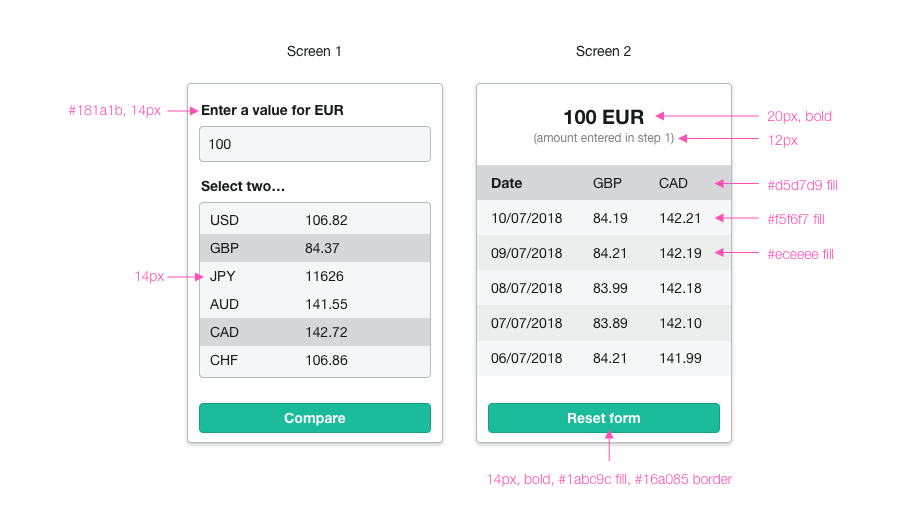 Screen 1
#181a1b, 14px
Enter a value for EUR
100
Select two...
USD 106.82
GBP 84.37
14px
JPY 11626
AUD 141.55
CAD 142.72
CHF 106.86
Compare
Screen 2
100 EUR
20px, bold
(amount entered in step 1)
12px
Date GBP CAD
#d5d7d9 fill
10/07/2018 84.19 142.21
#f5f6f7 fill
09/07/2018 84.21 142.19
#eceeee fill
08/07/2018 83.99 142.18
07/07/2018 83.89 142.10
06/07/2018 84.21 141.99
Reset form
14px, bold, #1abc9c fill, #16a085 border